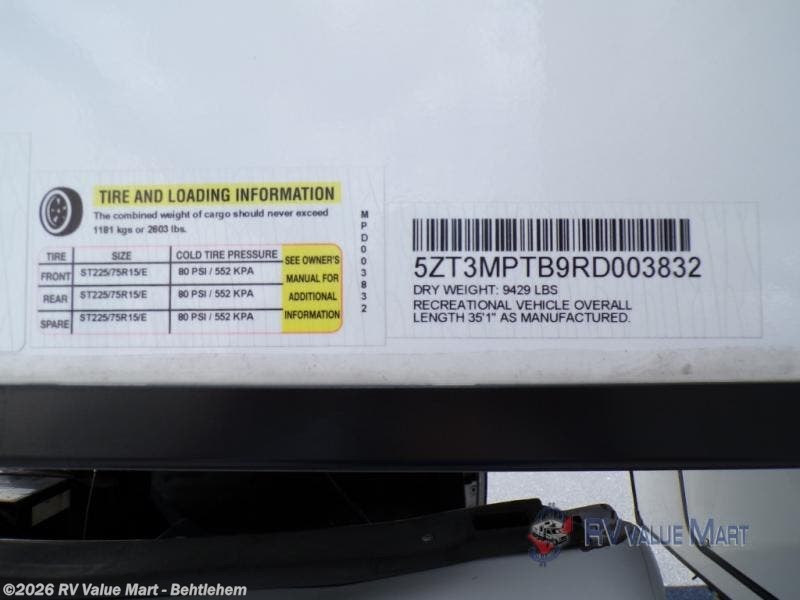 TIRE AND LOADING INFORMATION
The combined weight of cargo should never exceed
1181 kgs or 2603 lbs.
TIRE SIZE COLD TIRE PRESSURE
FRONT ST225/75R15/E 80 PSI / 552 KPA
REAR ST225/75R15/E 80 PSI / 552 KPA
SPARE ST225/75R15/E 80 PSI / 552 KPA
SEE OWNER'S
MANUAL FOR
ADDITIONAL
INFORMATION
MPD003832
5ZT3MPTB9RD003832
DRY WEIGHT: 9429 LBS
RECREATIONAL VEHICLE OVERALL
LENGTH 35'1" AS MANUFACTURED.
RV VALUE MART
©2026 RV Value Mart - Behtlehem